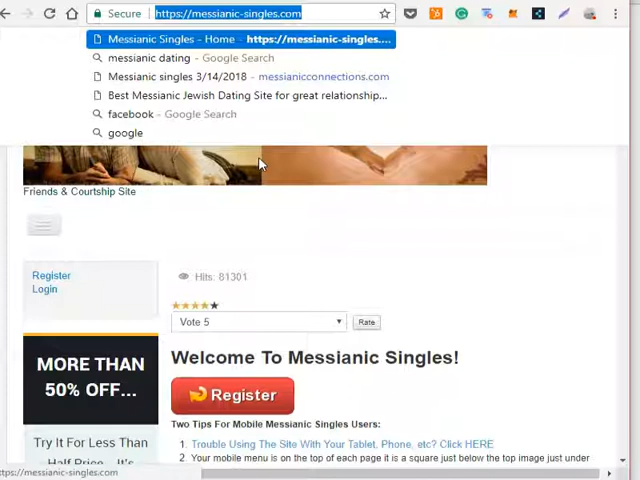 Secure
https://messianic-singles.com
Messianic Singles - Home - https://messianic-singles....
messianic dating - Google Search
Messianic singles 3/14/2018 - messianicconnections.com
Best Messianic Jewish Dating Site for great relationship...
facebook - Google Search
google
Friends & Courtship Site
Register
Login
Hits: 81301
Vote 5
Rate
MORE THAN
50% OFF...
Try It For Less Than
Half Price... It's
Welcome To Messianic Singles!
Register
Two Tips For Mobile Messianic Singles Users:
1. Trouble Using The Site With Your Tablet, Phone, etc? Click HERE
2. Your mobile menu is on the top of each page it is a square just below the top image just under
https://messianic-singles.com